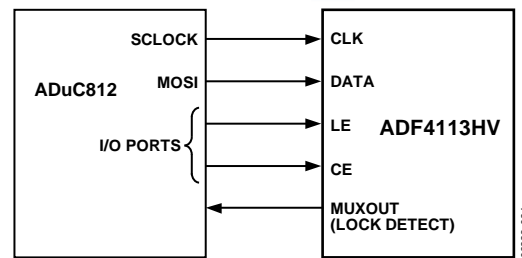 SCLOCK
CLK
MOSI
DATA
ADuC812
LE
ADF4113HV
I/O PORTS
CE
MUXOUT
(LOCK DETECT)